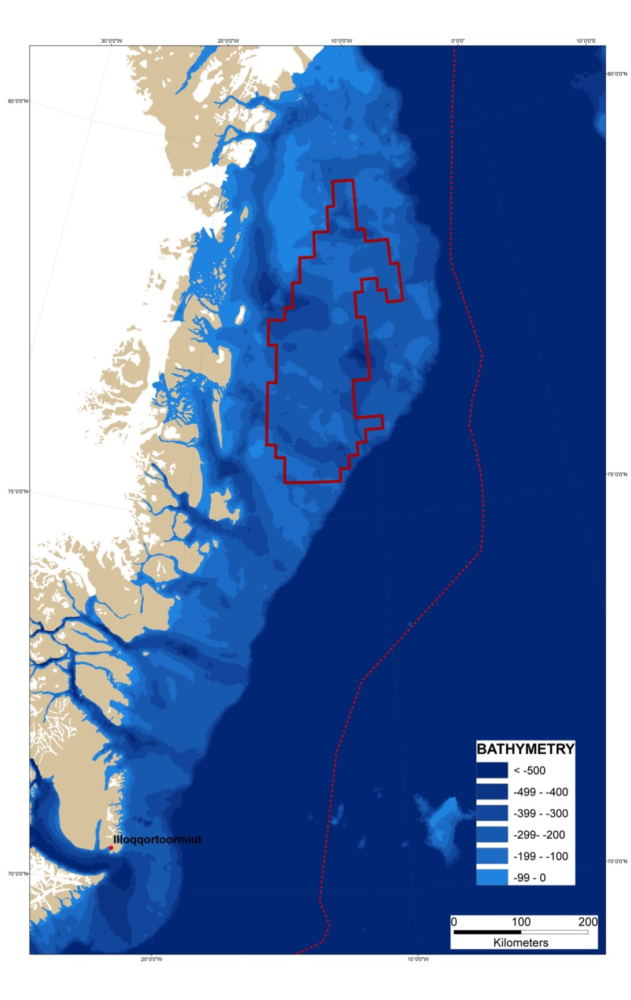 30°0'0"W
20°0'0"W
10°0'0"W
0°0'0"
10°0'0"E
80°0'0"N
80°0'0"N
75°0'0"N
75°0'0"N
BATHYMETRY
< -500
-499 - -400
-399 - -300
-299- -200
-199 - -100
-99 - 0
Illoqqortoormiut
70°0'0"N
70°0'0"N
0 100 200
Kilometers
20°0'0"W
10°0'0"W